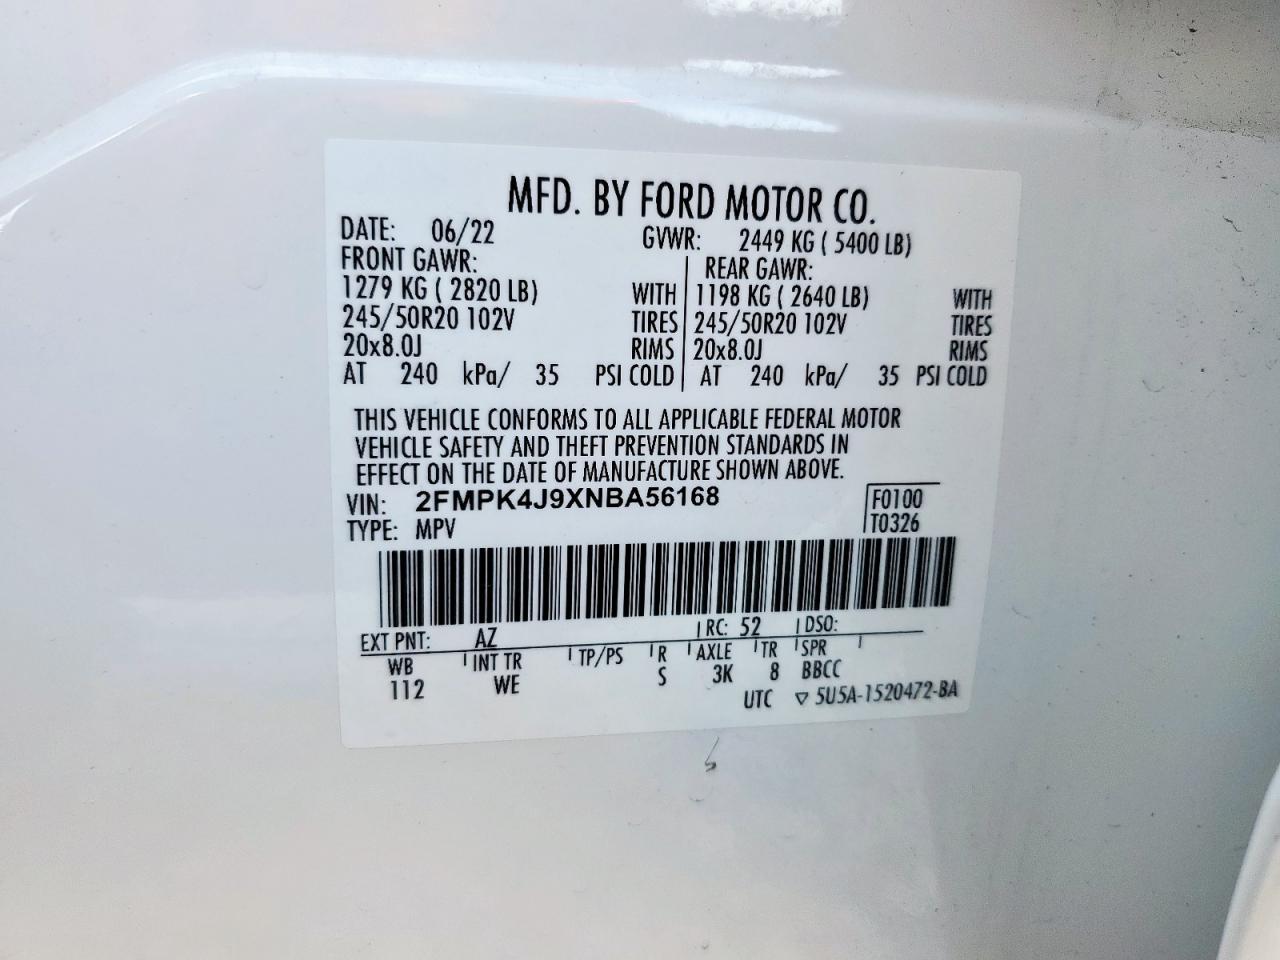 MFD. BY FORD MOTOR CO.
DATE: 06/22 GVWR: 2449 KG ( 5400 LB)
FRONT GAWR: REAR GAWR:
1279 KG ( 2820 LB) WITH 1198 KG ( 2640 LB) WITH
245/50R20 102V TIRES 245/50R20 102V TIRES
20x8.0J RIMS 20x8.0J RIMS
AT 240 kPa/ 35 PSI COLD AT 240 kPa/ 35 PSI COLD
THIS VEHICLE CONFORMS TO ALL APPLICABLE FEDERAL MOTOR
VEHICLE SAFETY AND THEFT PREVENTION STANDARDS IN
EFFECT ON THE DATE OF MANUFACTURE SHOWN ABOVE.
VIN: 2FMPK4J9XNBA56168 F0100
TYPE: MPV T0326
EXT PNT: AZ RC: 52 DSO:
WB INT TR TP/PS R AXLE TR SPR
112 WE S 3K 8 BBCC
UTC ▽ 5U5A-1520472-BA